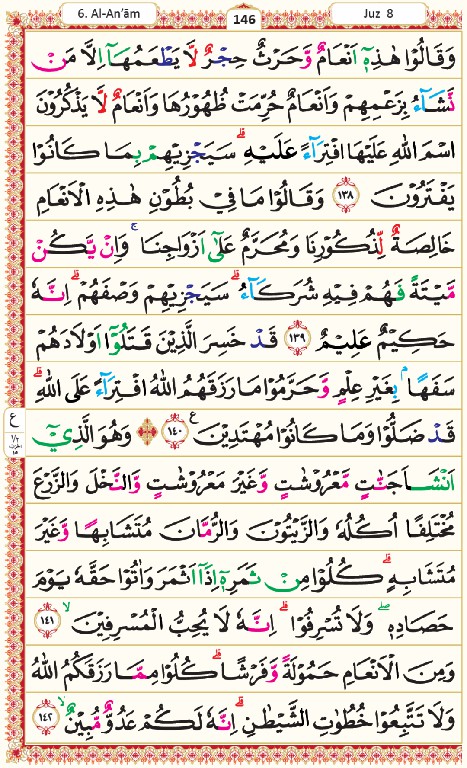 6. Al-An'ām
146
Juz 8
وَقَالُوْا هٰذِهٖۤ اَنْعَامٌ وَّحَرْثٌ حِجْرٌ لَّا يَطْعَمُهَاۤ اِلَّا مَنْ
نَّشَآءُ بِزَعْمِهِمْ وَاَنْعَامٌ حُرِّمَتْ ظُهُوْرُهَا وَاَنْعَامٌ لَّا يَذْكُرُوْنَ
اسْمَ اللّٰهِ عَلَيْهَا افْتِرَآءً عَلَيْهِ ؕ سَيَجْزِيْهِمْ بِمَا كَانُوْا
يَفْتَرُوْنَ ۝١٣٨ وَقَالُوْا مَا فِيْ بُطُوْنِ هٰذِهِ الْاَنْعَامِ
خَالِصَةٌ لِّذُكُوْرِنَا وَمُحَرَّمٌ عَلٰۤى اَزْوَاجِنَا ۚ وَاِنْ يَّكُنْ
مَّيْتَةً فَهُمْ فِيْهِ شُرَكَآءُ ؕ سَيَجْزِيْهِمْ وَصْفَهُمْ ؕ اِنَّهٗ
حَكِيْمٌ عَلِيْمٌ ۝١٣٩ قَدْ خَسِرَ الَّذِيْنَ قَتَلُوْۤا اَوْلَادَهُمْ
سَفَهًاۢ بِغَيْرِ عِلْمٍ وَّحَرَّمُوْا مَا رَزَقَهُمُ اللّٰهُ افْتِرَآءً عَلَى اللّٰهِ ؕ
قَدْ ضَلُّوْا وَمَا كَانُوْا مُهْتَدِيْنَ ۝١٤٠ ع وَهُوَ الَّذِيْۤ
اَنْشَاَ جَنّٰتٍ مَّعْرُوْشٰتٍ وَّغَيْرَ مَعْرُوْشٰتٍ وَّالنَّخْلَ وَالزَّرْعَ
مُخْتَلِفًا اُكُلُهٗ وَالزَّيْتُوْنَ وَالرُّمَّانَ مُتَشَابِهًا وَّغَيْرَ
مُتَشَابِهٍ ؕ كُلُوْا مِنْ ثَمَرِهٖۤ اِذَاۤ اَثْمَرَ وَاٰتُوْا حَقَّهٗ يَوْمَ
حَصَادِهٖ ۖ وَلَا تُسْرِفُوْا ؕ اِنَّهٗ لَا يُحِبُّ الْمُسْرِفِيْنَ ۙ ۝١٤١
وَمِنَ الْاَنْعَامِ حَمُوْلَةً وَّفَرْشًا ؕ كُلُوْا مِمَّا رَزَقَكُمُ اللّٰهُ
وَلَا تَتَّبِعُوْا خُطُوٰتِ الشَّيْطٰنِ ؕ اِنَّهٗ لَكُمْ عَدُوٌّ مُّبِيْنٌ ۙ ۝١٤٢
ع